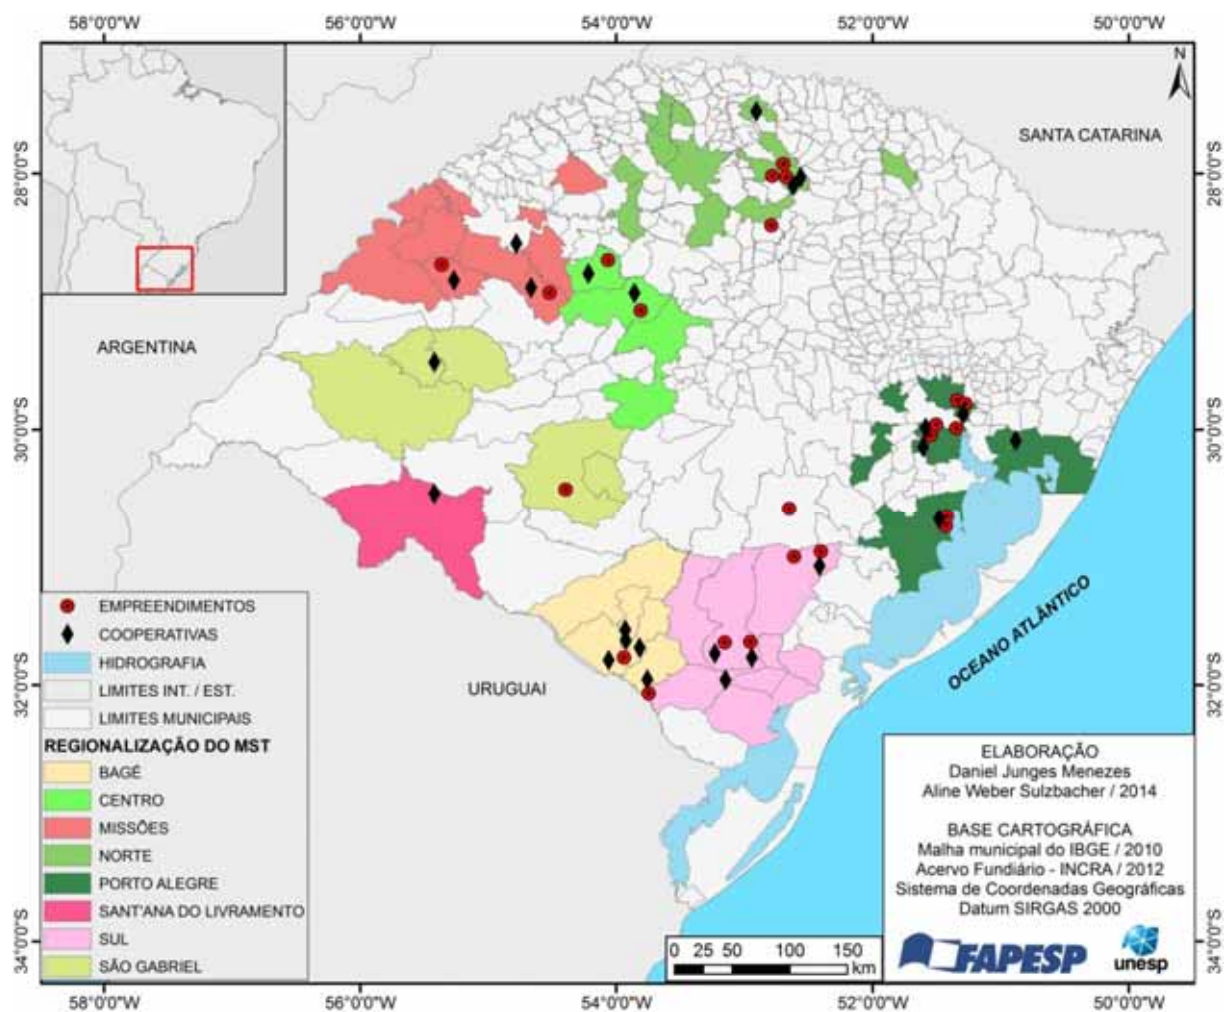 58°0'0"W 56°0'0"W 54°0'0"W 52°0'0"W 50°0'0"W
N
SANTA CATARINA
28°0'0"S
28°0'0"S
ARGENTINA
30°0'0"S
30°0'0"S
OCEANO ATLÂNTICO
URUGUAI
32°0'0"S
32°0'0"S
EMPREENDIMENTOS
COOPERATIVAS
HIDROGRAFIA
LIMITES INT. / EST.
LIMITES MUNICIPAIS
REGIONALIZAÇÃO DO MST
BAGÉ
CENTRO
MISSÕES
NORTE
PORTO ALEGRE
SANT'ANA DO LIVRAMENTO
SUL
SÃO GABRIEL
ELABORAÇÃO
Daniel Junges Menezes
Aline Weber Sulzbacher / 2014
BASE CARTOGRÁFICA
Malha municipal do IBGE / 2010
Acervo Fundiário - INCRA / 2012
Sistema de Coordenadas Geográficas
Datum SIRGAS 2000
FAPESP
unesp
0 25 50 100 150
km
34°0'0"S
34°0'0"S
58°0'0"W 56°0'0"W 54°0'0"W 52°0'0"W 50°0'0"W